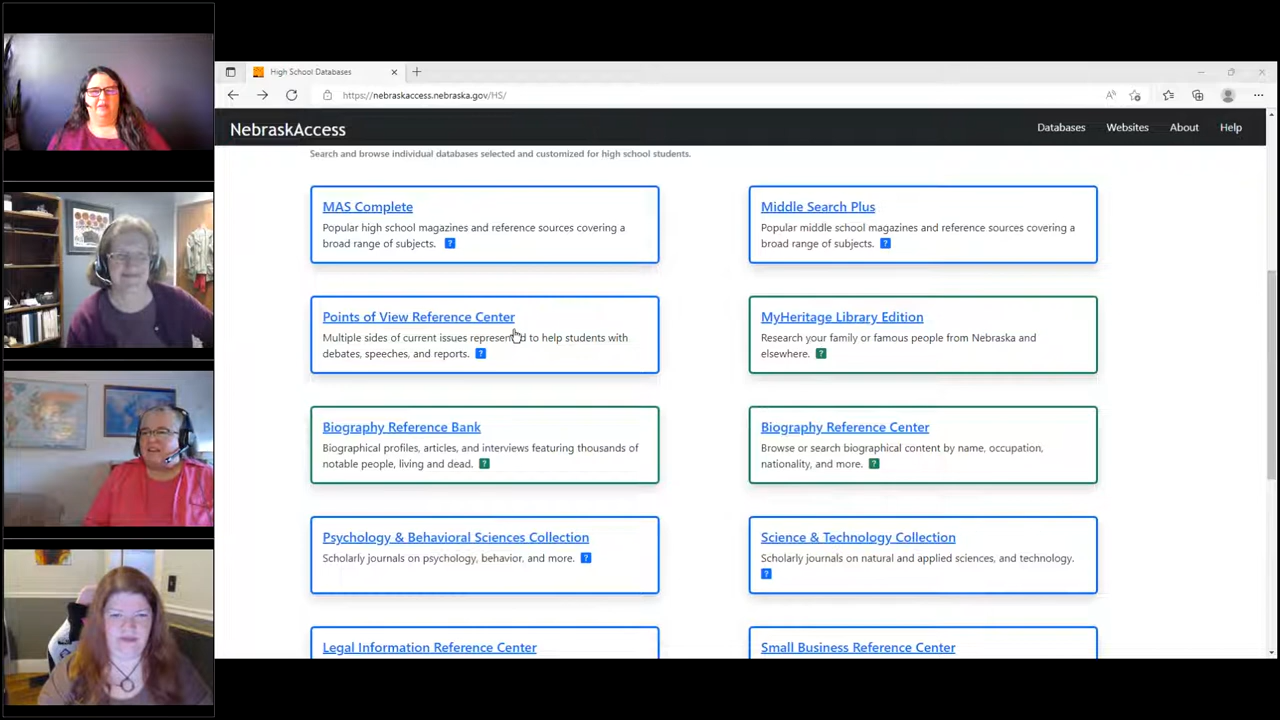 High School Databases
https://nebraskaccess.nebraska.gov/HS/
NebraskAccess
Databases
Websites
About
Help
Search and browse individual databases selected and customized for high school students.
MAS Complete
Popular high school magazines and reference sources covering a
broad range of subjects. ?
Middle Search Plus
Popular middle school magazines and reference sources covering a
broad range of subjects. ?
Points of View Reference Center
Multiple sides of current issues represented to help students with
debates, speeches, and reports. ?
MyHeritage Library Edition
Research your family or famous people from Nebraska and
elsewhere. ?
Biography Reference Bank
Biographical profiles, articles, and interviews featuring thousands of
notable people, living and dead. ?
Biography Reference Center
Browse or search biographical content by name, occupation,
nationality, and more. ?
Psychology & Behavioral Sciences Collection
Scholarly journals on psychology, behavior, and more. ?
Science & Technology Collection
Scholarly journals on natural and applied sciences, and technology.
?
Legal Information Reference Center
Small Business Reference Center